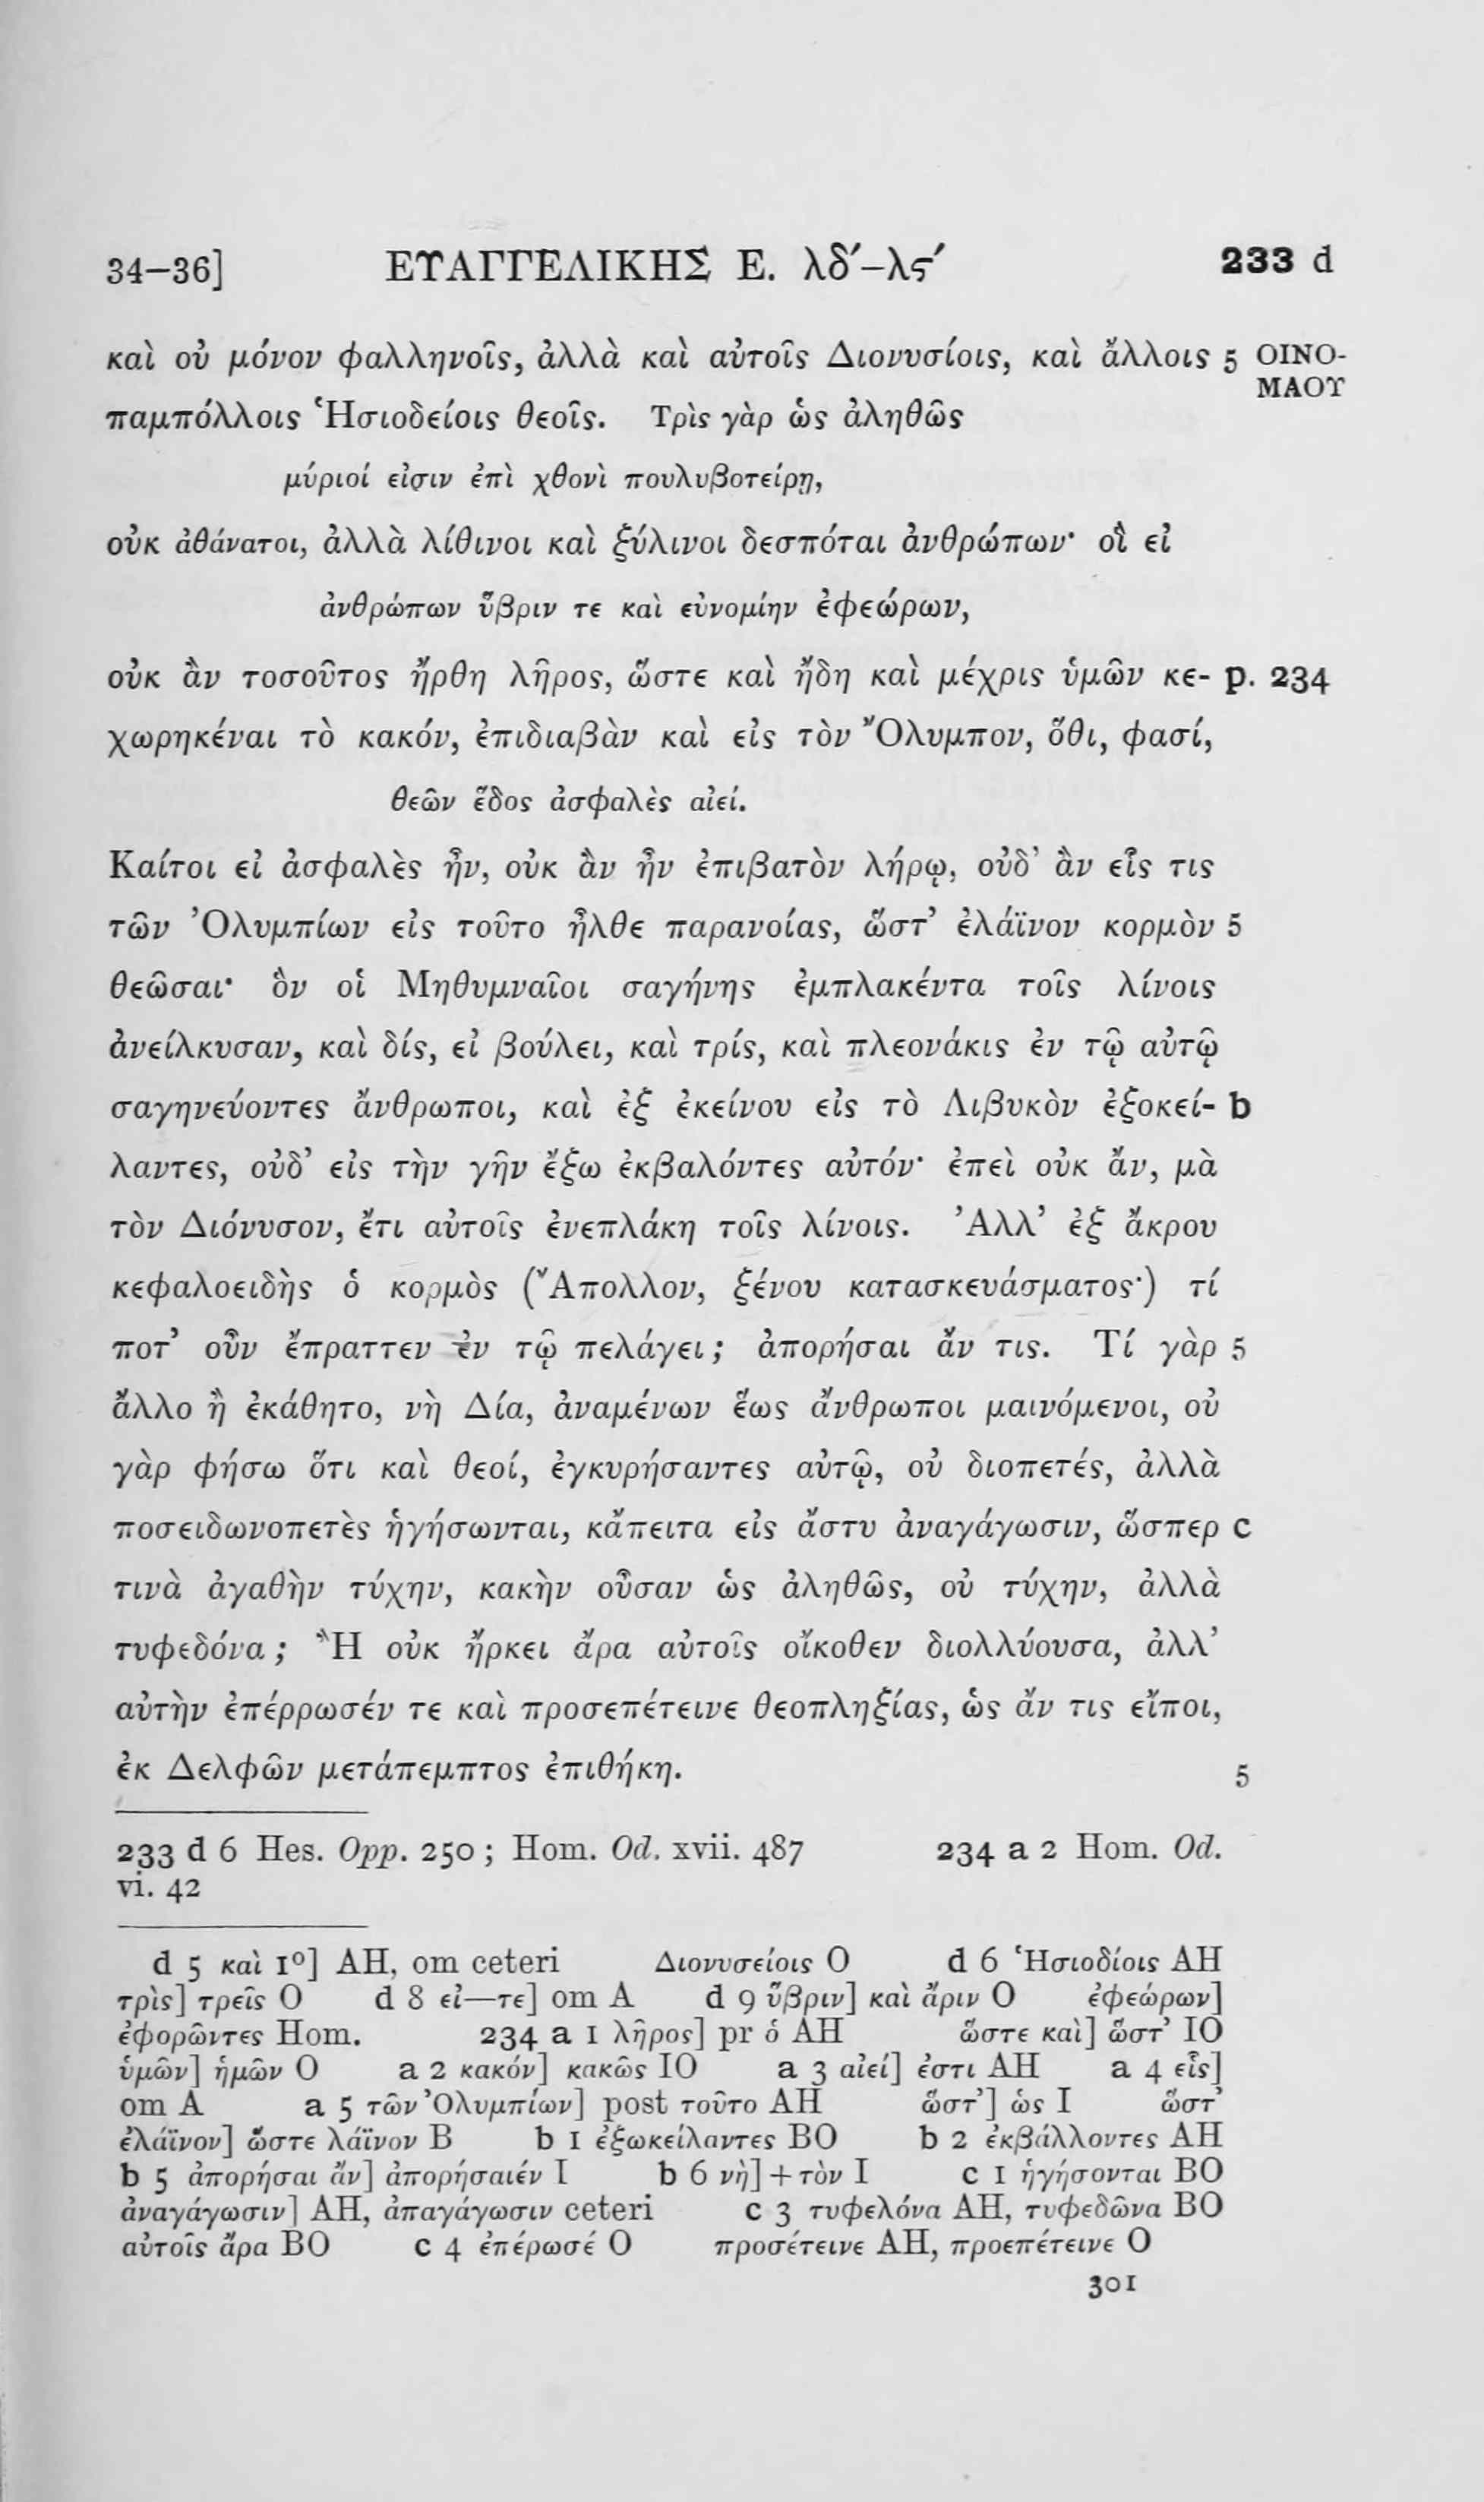 34–36] ΕΥΑΓΓΕΛΙΚΗΣ Ε. λδ′–λϛ′ 233 d
καὶ οὐ μόνον φαλληνοῖς, ἀλλὰ καὶ αὐτοῖς Διονυσίοις, καὶ ἄλλοις 5 ΟΙΝΟ-
ΜΑΟΥ
παμπόλλοις Ἡσιοδείοις θεοῖς. Τρὶς γὰρ ὡς ἀληθῶς
μύριοί εἰσιν ἐπὶ χθονὶ πουλυβοτείρῃ,
οὐκ ἀθάνατοι, ἀλλὰ λίθινοι καὶ ξύλινοι δεσπόται ἀνθρώπων· οἳ εἰ
ἀνθρώπων ὕβριν τε καὶ εὐνομίην ἐφεώρων,
οὐκ ἂν τοσοῦτος ἤρθη λῆρος, ὥστε καὶ ἤδη καὶ μέχρις ὑμῶν κε- p. 234
χωρηκέναι τὸ κακόν, ἐπιδιαβὰν καὶ εἰς τὸν Ὄλυμπον, ὅθι, φασί,
θεῶν ἕδος ἀσφαλὲς αἰεί.
Καίτοι εἰ ἀσφαλὲς ἦν, οὐκ ἂν ἦν ἐπιβατὸν λήρῳ, οὐδ’ ἂν εἷς τις
τῶν Ὀλυμπίων εἰς τοῦτο ἦλθε παρανοίας, ὥστ’ ἐλάϊνον κορμὸν 5
θεῶσαι· ὃν οἱ Μηθυμναῖοι σαγήνης ἐμπλακέντα τοῖς λίνοις
ἀνείλκυσαν, καὶ δίς, εἰ βούλει, καὶ τρίς, καὶ πλεονάκις ἐν τῷ αὐτῷ
σαγηνεύοντες ἄνθρωποι, καὶ ἐξ ἐκείνου εἰς τὸ Λιβυκὸν ἐξοκεί- b
λαντες, οὐδ’ εἰς τὴν γῆν ἔξω ἐκβαλόντες αὐτόν· ἐπεὶ οὐκ ἄν, μὰ
τὸν Διόνυσον, ἔτι αὐτοῖς ἐνεπλάκη τοῖς λίνοις. Ἀλλ’ ἐξ ἄκρου
κεφαλοειδὴς ὁ κορμὸς (Ἄπολλον, ξένου κατασκευάσματος·) τί
ποτ’ οὖν ἔπραττεν ἐν τῷ πελάγει; ἀπορήσαι ἄν τις. Τί γὰρ 5
ἄλλο ἢ ἐκάθητο, νὴ Δία, ἀναμένων ἕως ἄνθρωποι μαινόμενοι, οὐ
γὰρ φήσω ὅτι καὶ θεοί, ἐγκυρήσαντες αὐτῷ, οὐ διοπετές, ἀλλὰ
ποσειδωνοπετὲς ἡγήσωνται, κἄπειτα εἰς ἄστυ ἀναγάγωσιν, ὥσπερ c
τινὰ ἀγαθὴν τύχην, κακὴν οὖσαν ὡς ἀληθῶς, οὐ τύχην, ἀλλὰ
τυφεδόνα; Ἢ οὐκ ἤρκει ἄρα αὐτοῖς οἴκοθεν διολλύουσα, ἀλλ’
αὐτὴν ἐπέρρωσέν τε καὶ προσεπέτεινε θεοπληξίας, ὡς ἄν τις εἴποι,
ἐκ Δελφῶν μετάπεμπτος ἐπιθήκη. 5
233 d 6 Hes. Opp. 250; Hom. Od. xvii. 487 234 a 2 Hom. Od.
vi. 42
d 5 καὶ 1º] AH, om ceteri Διονυσείοις O d 6 Ἡσιοδίοις AH
τρὶς] τρεῖς O d 8 εἰ—τε] om A d 9 ὕβριν] καὶ ἄριν O ἐφεώρων]
ἐφορῶντες Hom. 234 a 1 λῆρος] pr ὁ AH ὥστε καὶ] ὥστ’ IO
ὑμῶν] ἡμῶν O a 2 κακόν] κακῶς IO a 3 αἰεί] ἐστι AH a 4 εἷς]
om A a 5 τῶν Ὀλυμπίων] post τοῦτο AH ὥστ’] ὡς I ὥστ’
ἐλάϊνον] ὥστε λάϊνον B b 1 ἐξωκείλαντες BO b 2 ἐκβάλλοντες AH
b 5 ἀπορήσαι ἄν] ἀπορήσαιέν I b 6 νὴ] + τὸν I c 1 ἡγήσονται BO
ἀναγάγωσιν] AH, ἀπαγάγωσιν ceteri c 3 τυφελόνα AH, τυφεδῶνα BO
αὐτοῖς ἄρα BO c 4 ἐπέρωσέ O προσέτεινε AH, προεπέτεινε O
301